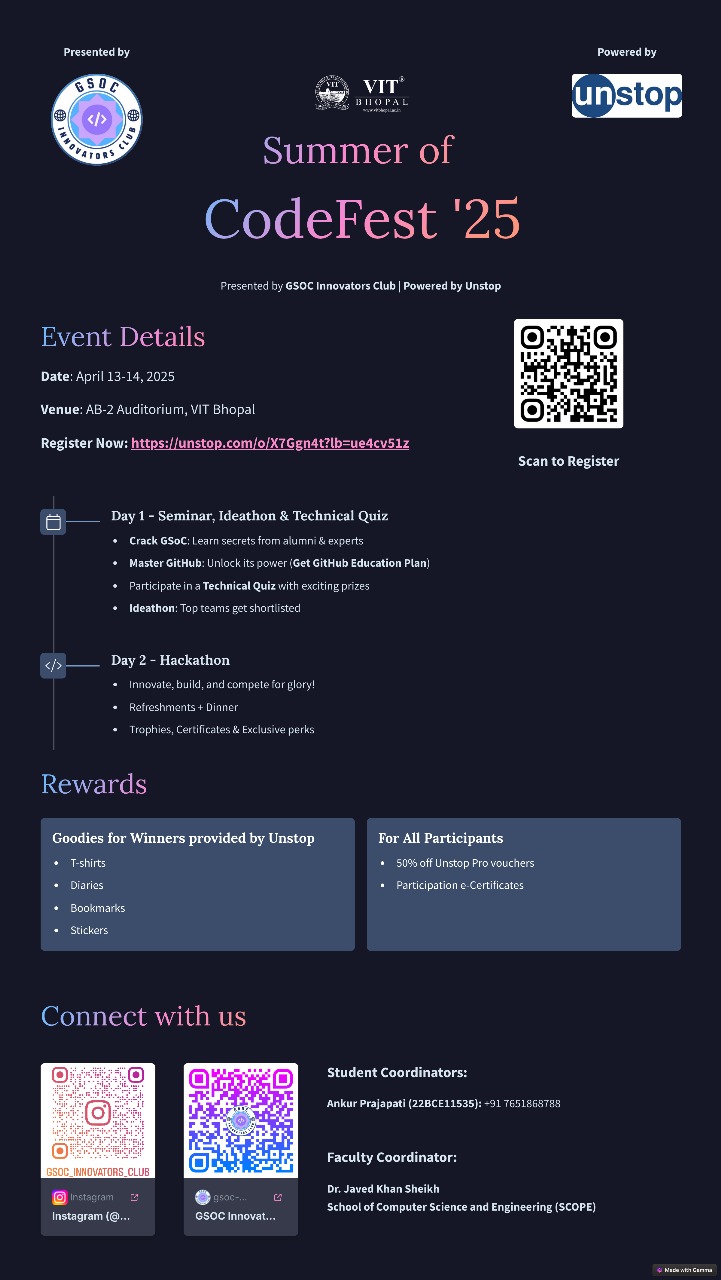 Presented by
Powered by
GSOC
INNOVATORS CLUB
VIT
VIT®
BHOPAL
www.vitbhopal.ac.in
unstop
Summer of
CodeFest '25
Presented by GSOC Innovators Club | Powered by Unstop
Event Details
Date: April 13-14, 2025
Venue: AB-2 Auditorium, VIT Bhopal
Register Now: https://unstop.com/o/X7Ggn4t?lb=ue4cv51z
Scan to Register
Day 1 - Seminar, Ideathon & Technical Quiz
• Crack GSoC: Learn secrets from alumni & experts
• Master GitHub: Unlock its power (Get GitHub Education Plan)
• Participate in a Technical Quiz with exciting prizes
• Ideathon: Top teams get shortlisted
</> Day 2 - Hackathon
• Innovate, build, and compete for glory!
• Refreshments + Dinner
• Trophies, Certificates & Exclusive perks
Rewards
Goodies for Winners provided by Unstop
• T-shirts
• Diaries
• Bookmarks
• Stickers
For All Participants
• 50% off Unstop Pro vouchers
• Participation e-Certificates
Connect with us
GSOC_INNOVATORS_CLUB
Instagram
Instagram (@...
gsoc-...
GSOC Innovat...
Student Coordinators:
Ankur Prajapati (22BCE11535): +91 7651868788
Faculty Coordinator:
Dr. Javed Khan Sheikh
School of Computer Science and Engineering (SCOPE)
Made with Gamma